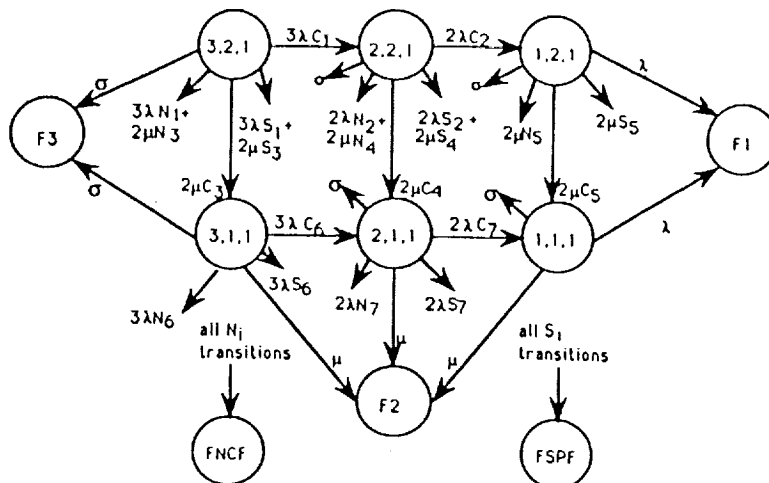 3,2,1
3λC₁
2,2,1
2λC₂
1,2,1
σ
σ
σ
λ
3λN₁+
2μN₃
3λS₁+
2μS₃
2λN₂+
2μN₄
2λS₂+
2μS₄
2μN₅
2μS₅
F3
F1
σ
2μC₃
σ
2μC₄
σ
2μC₅
λ
3,1,1
3λC₆
2,1,1
2λC₇
1,1,1
3λN₆
3λS₆
2λN₇
2λS₇
all Nᵢ
transitions
μ
μ
μ
all Sᵢ
transitions
F2
FNCF
FSPF